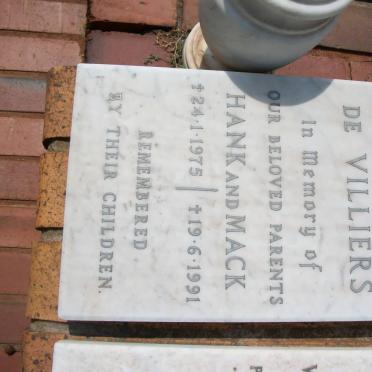 DE VILLIERS
In memory of
OUR BELOVED PARENTS
HANK AND MACK
✝24·1·1975 | ✝19·6·1991
REMEMBERED
BY THEIR CHILDREN.